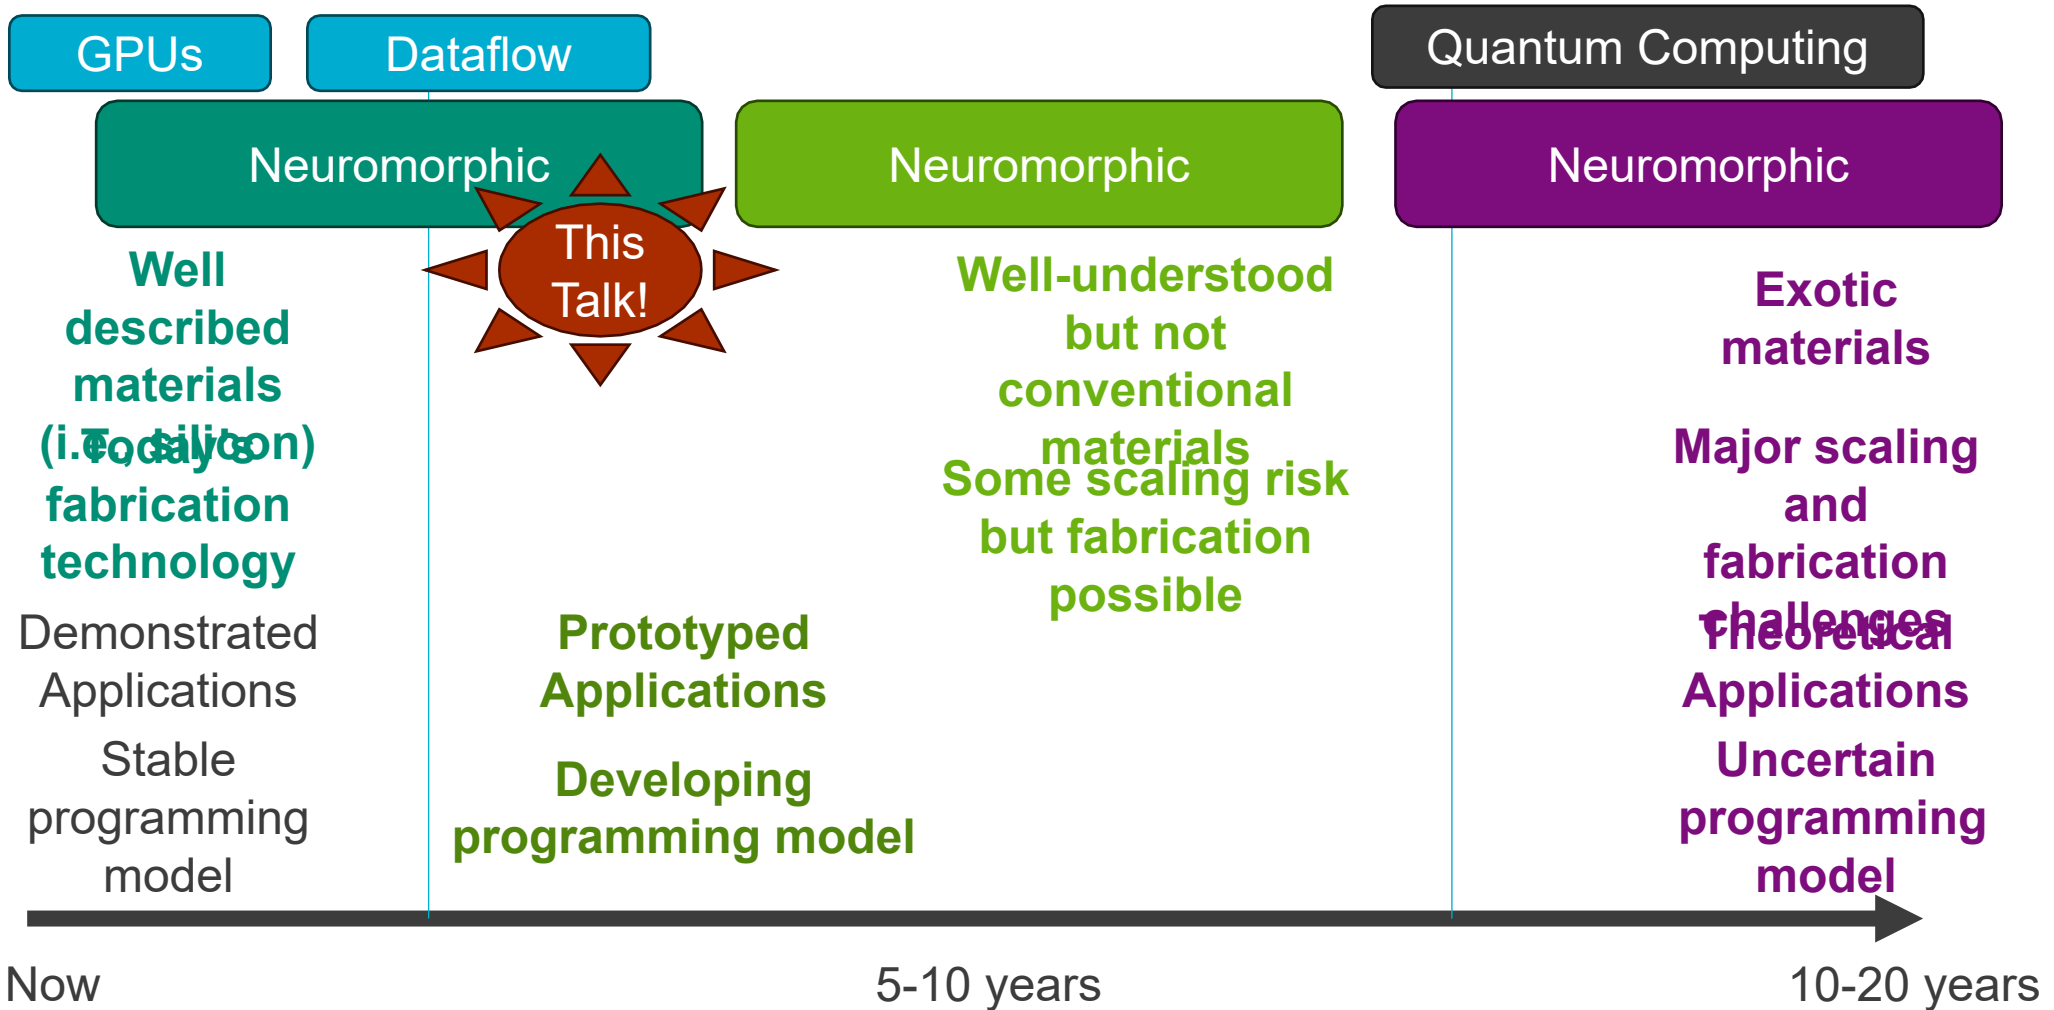 GPUs
Dataflow
Quantum Computing
Neuromorphic
Neuromorphic
Neuromorphic
This
Talk!
Well
described
materials
(i.e., silicon)
Today's
fabrication
technology
Demonstrated
Applications
Stable
programming
model
Prototyped
Applications
Developing
programming model
Well-understood
but not
conventional
materials
Some scaling risk
but fabrication
possible
Exotic
materials
Major scaling
and
fabrication
challenges
Theoretical
Applications
Uncertain
programming
model
Now
5-10 years
10-20 years